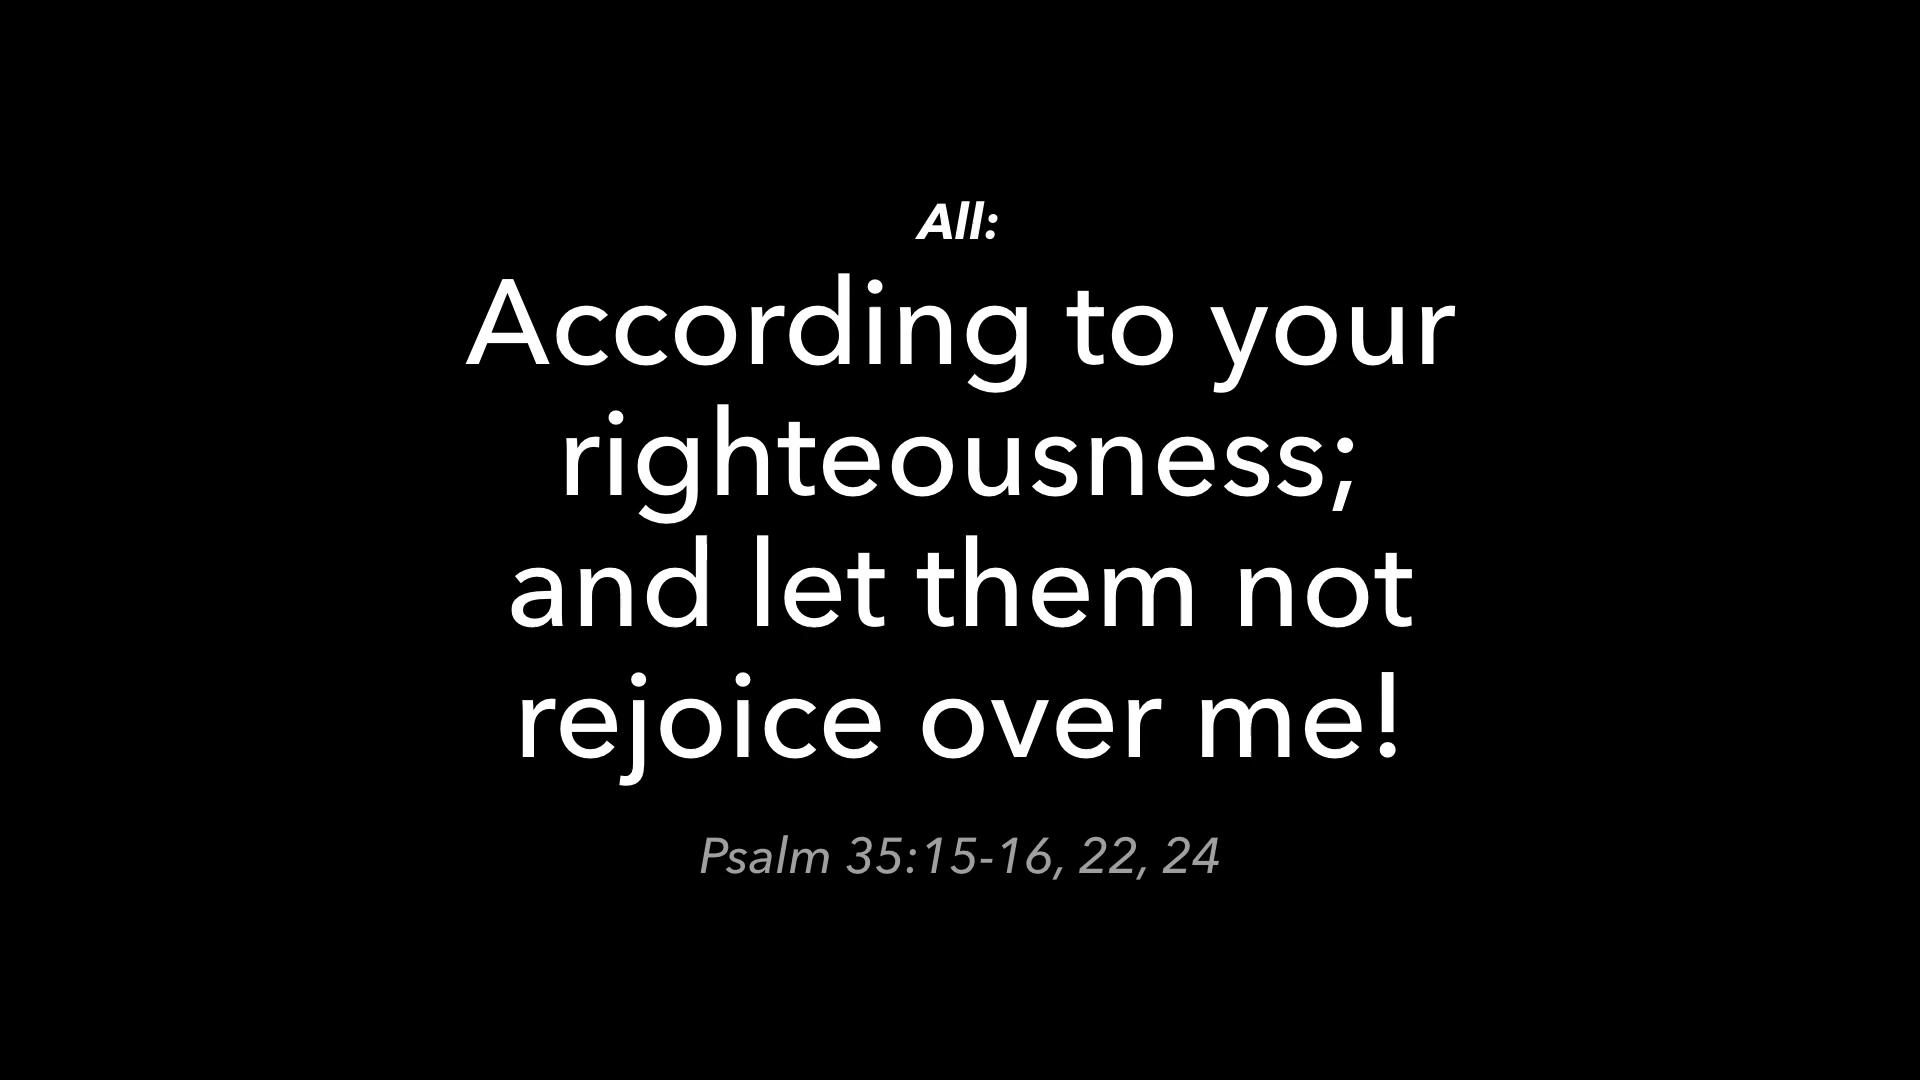 All:
According to your
righteousness;
and let them not
rejoice over me!
Psalm 35:15-16, 22, 24